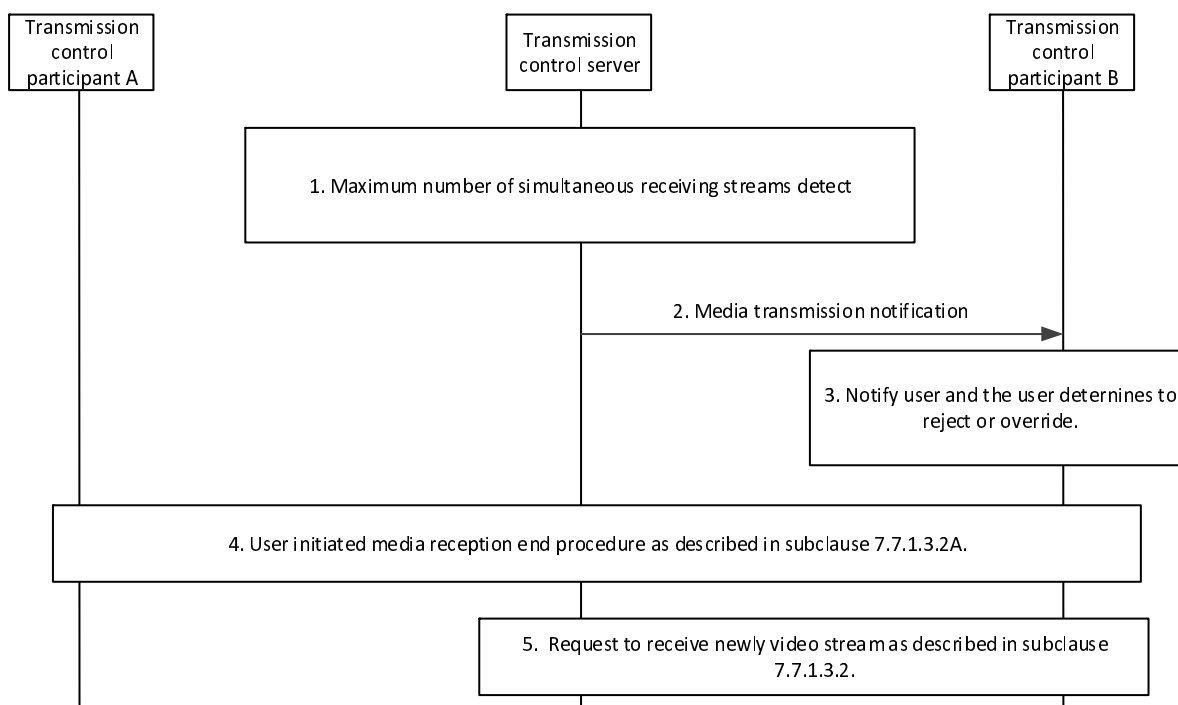 Transmission
control
participant A
Transmission
control server
Transmission
control
participant B
1. Maximum number of simultaneous receiving streams detect
2. Media transmission notification
3. Notify user and the user deternines to
reject or override.
4. User initiated media reception end procedure as described in subclause 7.7.1.3.2A.
5. Request to receive newly video stream as described in subclause
7.7.1.3.2.